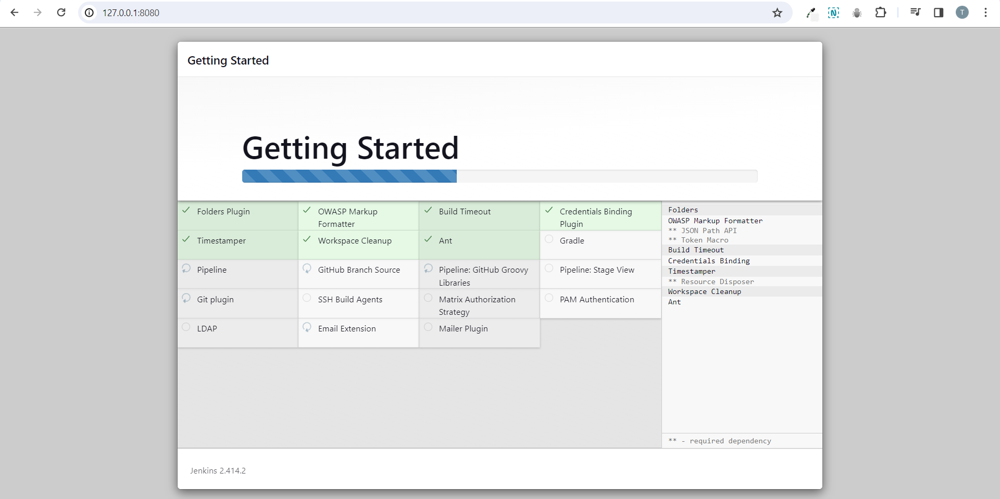 127.0.0.1:8080
N
T
Getting Started
Getting Started
Folders Plugin
OWASP Markup
Formatter
Build Timeout
Credentials Binding
Plugin
Timestamper
Workspace Cleanup
Ant
Gradle
Pipeline
GitHub Branch Source
Pipeline: GitHub Groovy
Libraries
Pipeline: Stage View
Git plugin
SSH Build Agents
Matrix Authorization
Strategy
PAM Authentication
LDAP
Email Extension
Mailer Plugin
Folders
OWASP Markup Formatter
** JSON Path API
** Token Macro
Build Timeout
Credentials Binding
Timestamper
** Resource Disposer
Workspace Cleanup
Ant
** - required dependency
Jenkins 2.414.2